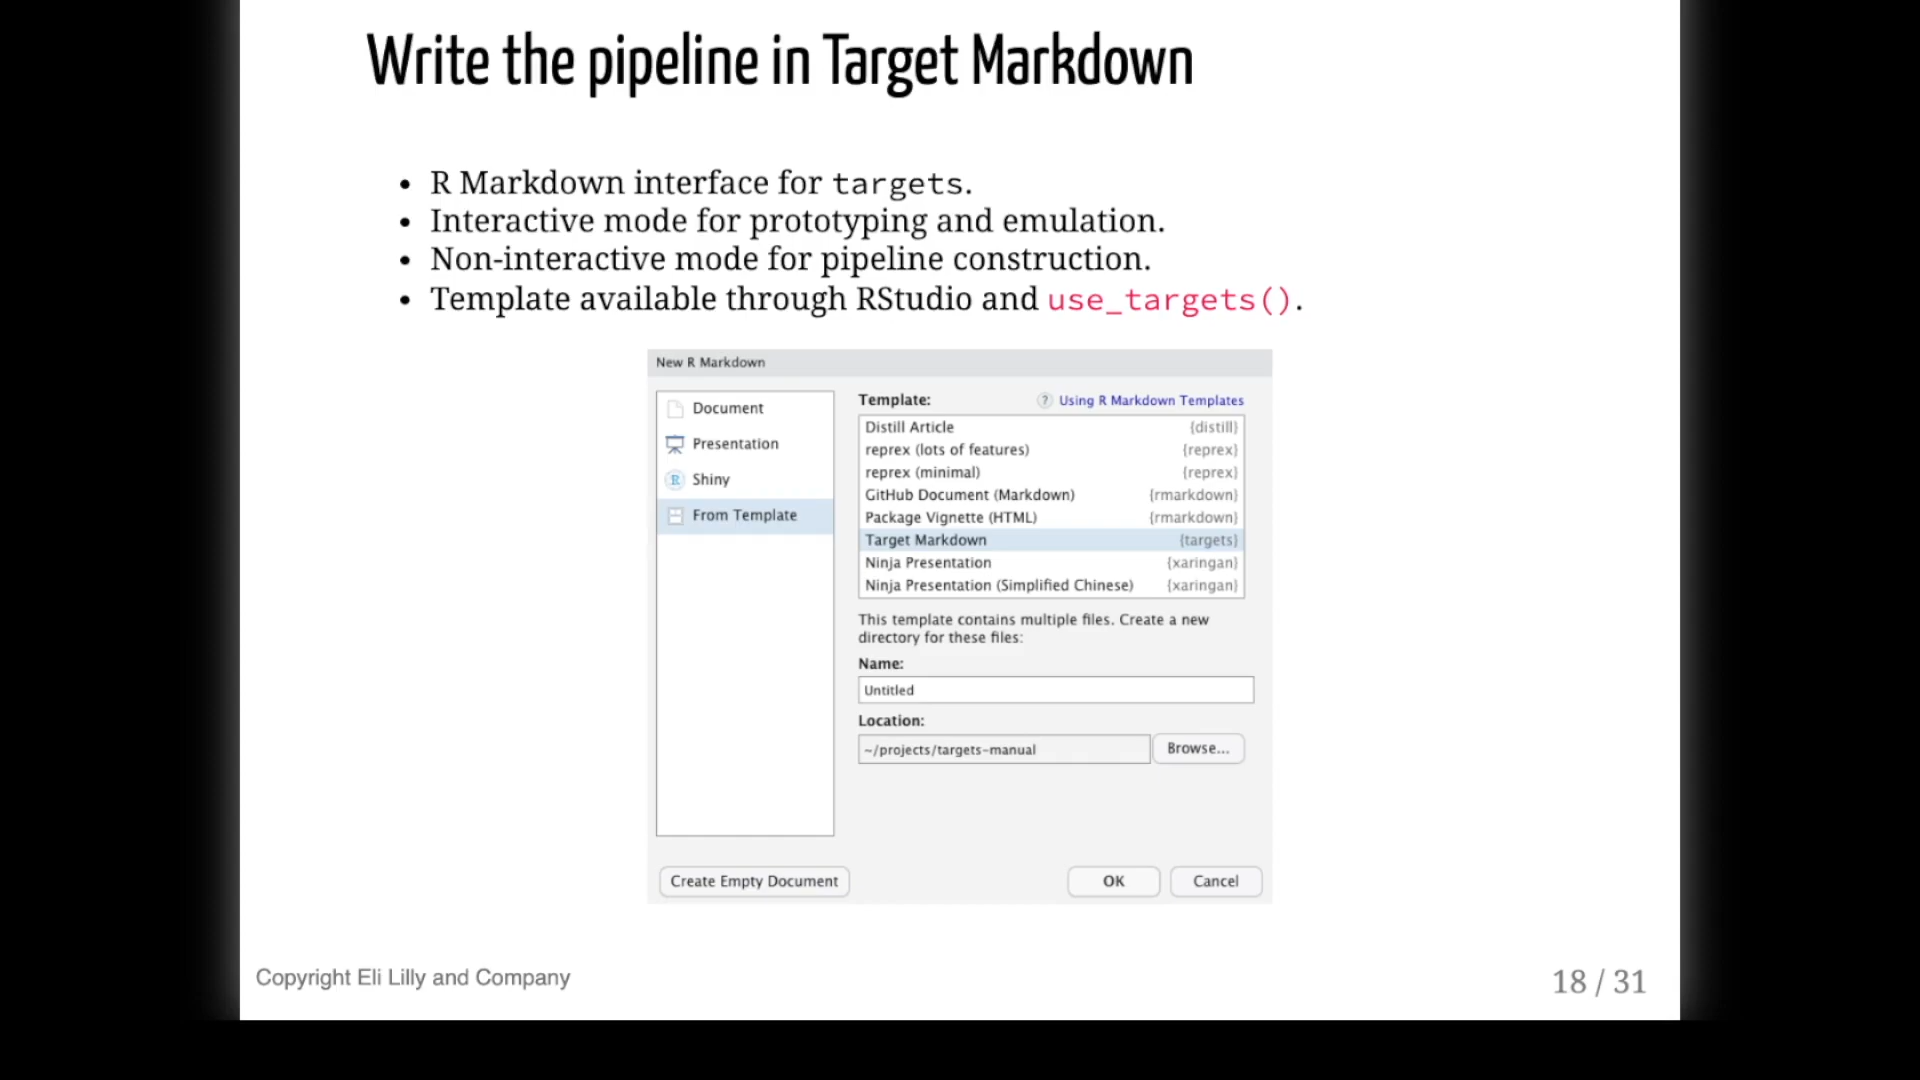 Write the pipeline in Target Markdown
• R Markdown interface for targets.
• Interactive mode for prototyping and emulation.
• Non-interactive mode for pipeline construction.
• Template available through RStudio and use_targets().
New R Markdown
Document
Presentation
Shiny
From Template
Template: ? Using R Markdown Templates
Distill Article {distill}
reprex (lots of features) {reprex}
reprex (minimal) {reprex}
GitHub Document (Markdown) {rmarkdown}
Package Vignette (HTML) {rmarkdown}
Target Markdown {targets}
Ninja Presentation {xaringan}
Ninja Presentation (Simplified Chinese) {xaringan}
This template contains multiple files. Create a new
directory for these files:
Name:
Untitled
Location:
~/projects/targets-manual Browse...
Create Empty Document OK Cancel
Copyright Eli Lilly and Company 18 / 31